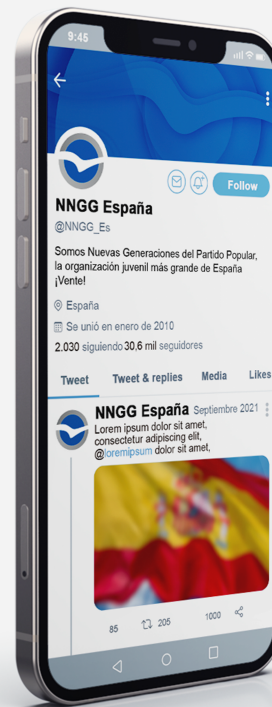 9:45
Follow
NNGG España
@NNGG_Es
Somos Nuevas Generaciones del Partido Popular,
la organización juvenil más grande de España
¡Vente!
España
Se unió en enero de 2010
2.030 siguiendo 30,6 mil seguidores
Tweet Tweet & replies Media Likes
NNGG España Septiembre 2021
Lorem ipsum dolor sit amet,
consectetur adipiscing elit,
@loremipsum dolor sit amet,
85 205 1000